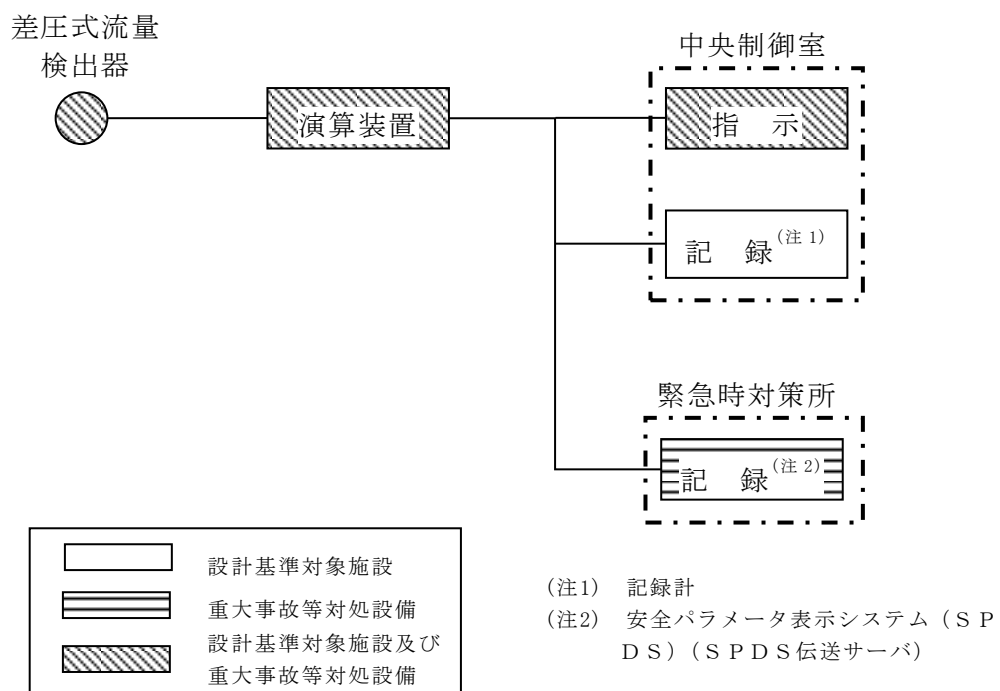 差圧式流量
検出器
演算装置
中央制御室
指　示
記　録(注1)
緊急時対策所
記　録(注2)
設計基準対象施設
重大事故等対処設備
設計基準対象施設及び
重大事故等対処設備
(注1)　記録計
(注2)　安全パラメータ表示システム（ＳＰ
ＤＳ）（ＳＰＤＳ伝送サーバ）